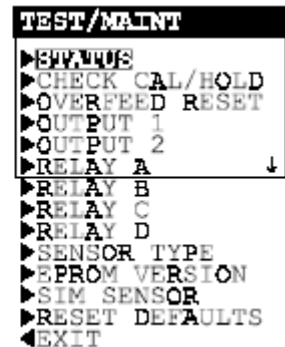 TEST/MAINT
▶STATUS
▶CHECK CAL/HOLD
▶OVERFEED RESET
▶OUTPUT 1
▶OUTPUT 2
▶RELAY A ↓
▶RELAY B
▶RELAY C
▶RELAY D
▶SENSOR TYPE
▶EPROM VERSION
▶SIM SENSOR
▶RESET DEFAULTS
◀EXIT